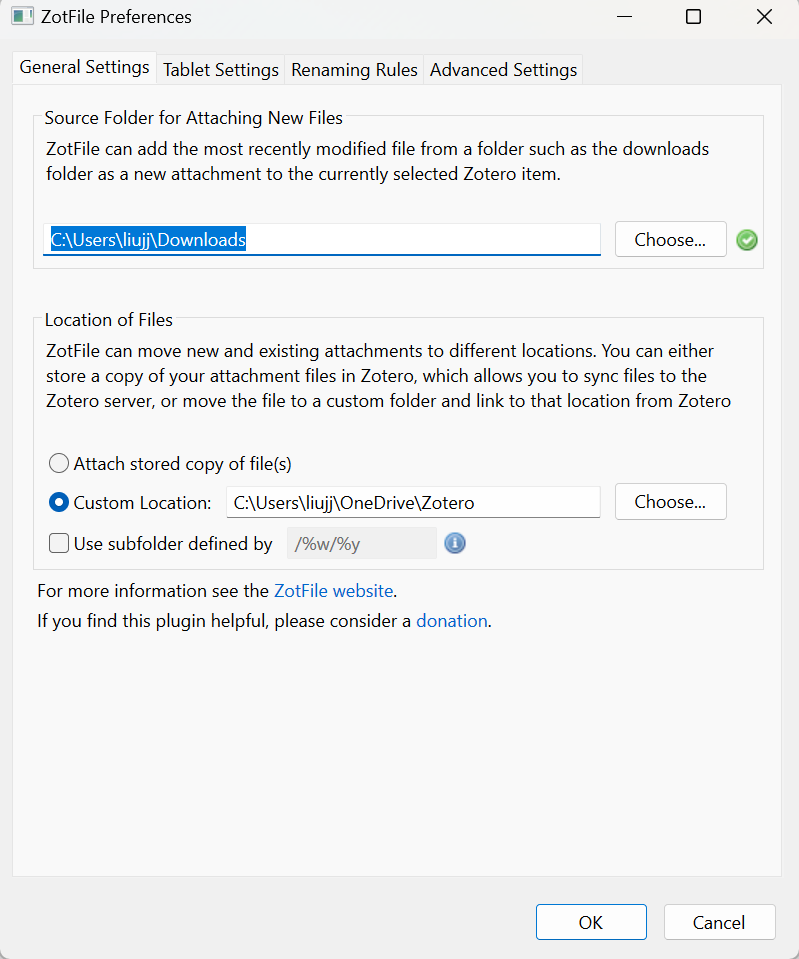 ZotFile Preferences
General Settings
Tablet Settings
Renaming Rules
Advanced Settings
Source Folder for Attaching New Files
ZotFile can add the most recently modified file from a folder such as the downloads
folder as a new attachment to the currently selected Zotero item.
C:\Users\liujj\Downloads
Choose...
Location of Files
ZotFile can move new and existing attachments to different locations. You can either
store a copy of your attachment files in Zotero, which allows you to sync files to the
Zotero server, or move the file to a custom folder and link to that location from Zotero
Attach stored copy of file(s)
Custom Location:
C:\Users\liujj\OneDrive\Zotero
Choose...
Use subfolder defined by
/%w/%y
For more information see the ZotFile website.
If you find this plugin helpful, please consider a donation.
OK
Cancel